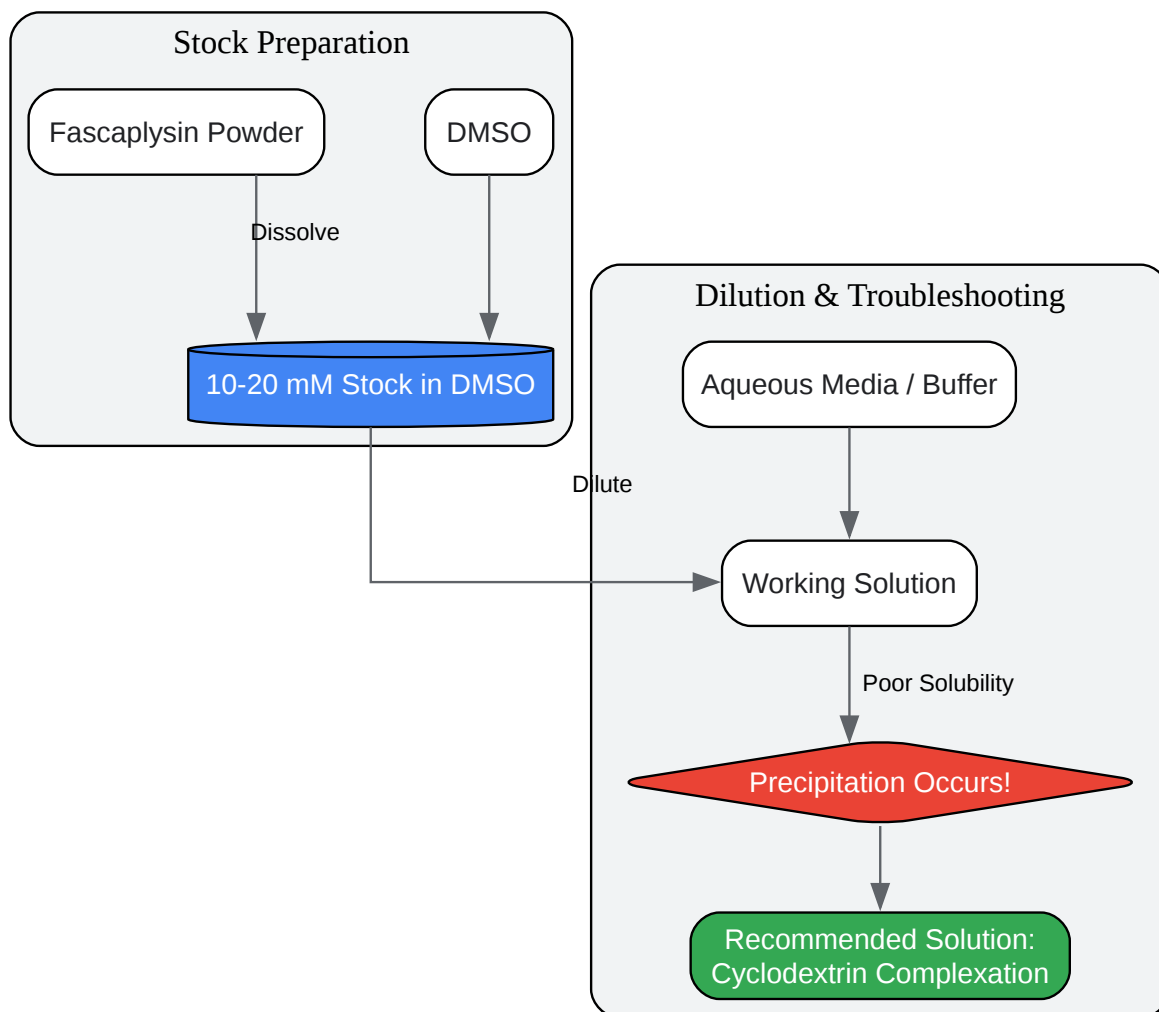 Stock Preparation
Fascaplysin Powder
DMSO
Dissolve
10-20 mM Stock in DMSO
Dilution & Troubleshooting
Aqueous Media / Buffer
Dilute
Working Solution
Poor Solubility
Precipitation Occurs!
Recommended Solution:
Cyclodextrin Complexation